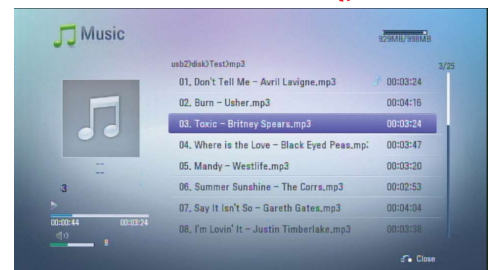 Music
929MB/998MB
usb2⟩disk⟩Test⟩mp3
3/25
01. Don't Tell Me - Avril Lavigne.mp3 00:03:24
02. Burn - Usher.mp3 00:04:16
03. Toxic - Britney Spears.mp3 00:03:24
04. Where is the Love - Black Eyed Peas.mp3 00:03:47
05. Mandy - Westlife.mp3 00:03:20
06. Summer Sunshine - The Corrs.mp3 00:02:53
07. Say It Isn't So - Gareth Gates.mp3 00:04:04
08. I'm Lovin' It - Justin Timberlake.mp3 00:03:38
--
--
3
00:00:44 00:03:24
8
Close